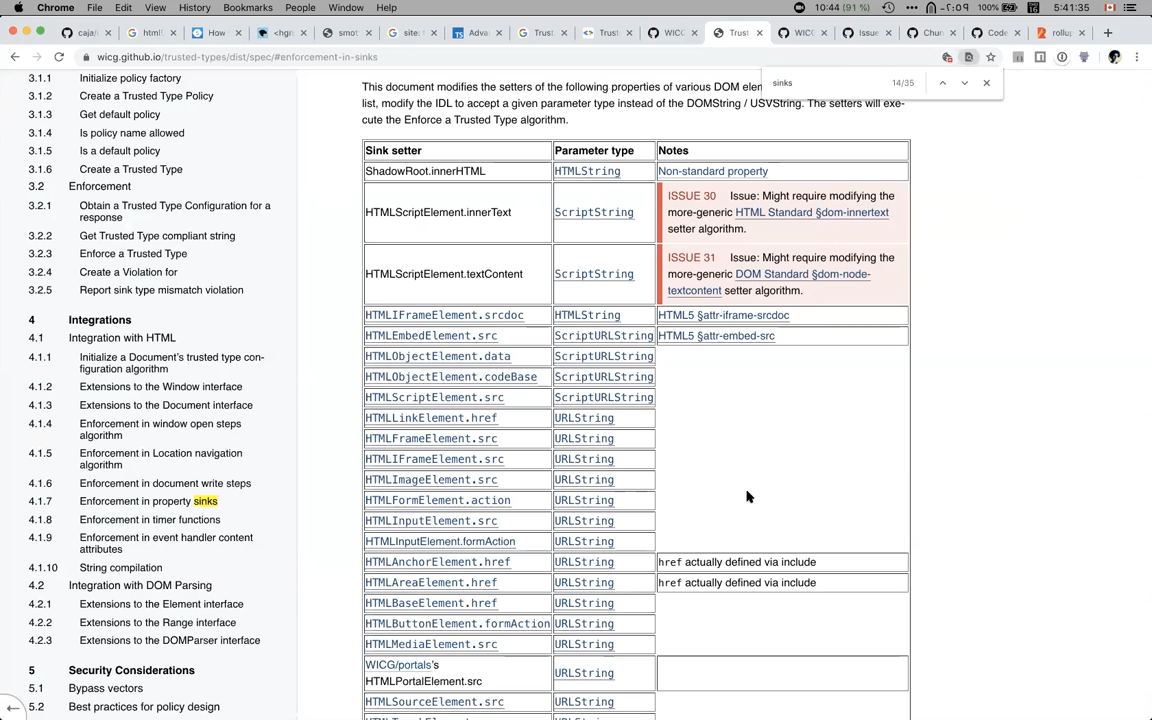 Chrome File Edit View History Bookmarks People Window Help 10:44 (91 %) 100% 5:41:35
caja/ html! How <hgn smot site: Adva Trust Trust WICG Trust WICG Issue Chur Code rollup
wicg.github.io/trusted-types/dist/spec/#enforcement-in-sinks
sinks 14/35
3.1.1 Initialize policy factory
3.1.2 Create a Trusted Type Policy
3.1.3 Get default policy
3.1.4 Is policy name allowed
3.1.5 Is a default policy
3.1.6 Create a Trusted Type
3.2 Enforcement
3.2.1 Obtain a Trusted Type Configuration for a
response
3.2.2 Get Trusted Type compliant string
3.2.3 Enforce a Trusted Type
3.2.4 Create a Violation for
3.2.5 Report sink type mismatch violation
4 Integrations
4.1 Integration with HTML
4.1.1 Initialize a Document's trusted type con-
figuration algorithm
4.1.2 Extensions to the Window interface
4.1.3 Extensions to the Document interface
4.1.4 Enforcement in window open steps
algorithm
4.1.5 Enforcement in Location navigation
algorithm
4.1.6 Enforcement in document write steps
4.1.7 Enforcement in property sinks
4.1.8 Enforcement in timer functions
4.1.9 Enforcement in event handler content
attributes
4.1.10 String compilation
4.2 Integration with DOM Parsing
4.2.1 Extensions to the Element interface
4.2.2 Extensions to the Range interface
4.2.3 Extensions to the DOMParser interface
5 Security Considerations
5.1 Bypass vectors
5.2 Best practices for policy design
This document modifies the setters of the following properties of various DOM elem
list, modify the IDL to accept a given parameter type instead of the DOMString / USVString. The setters will exe-
cute the Enforce a Trusted Type algorithm.
Sink setter Parameter type Notes
ShadowRoot.innerHTML HTMLString Non-standard property
HTMLScriptElement.innerText ScriptString ISSUE 30 Issue: Might require modifying the
more-generic HTML Standard §dom-innertext
setter algorithm.
HTMLScriptElement.textContent ScriptString ISSUE 31 Issue: Might require modifying the
more-generic DOM Standard §dom-node-
textcontent setter algorithm.
HTMLIFrameElement.srcdoc HTMLString HTML5 §attr-iframe-srcdoc
HTMLEmbedElement.src ScriptURLString HTML5 §attr-embed-src
HTMLObjectElement.data ScriptURLString
HTMLObjectElement.codeBase ScriptURLString
HTMLScriptElement.src ScriptURLString
HTMLLinkElement.href URLString
HTMLFrameElement.src URLString
HTMLIFrameElement.src URLString
HTMLImageElement.src URLString
HTMLFormElement.action URLString
HTMLInputElement.src URLString
HTMLInputElement.formAction URLString
HTMLAnchorElement.href URLString href actually defined via include
HTMLAreaElement.href URLString href actually defined via include
HTMLBaseElement.href URLString
HTMLButtonElement.formAction URLString
HTMLMediaElement.src URLString
WICG/portals's
HTMLPortalElement.src URLString
HTMLSourceElement.src URLString